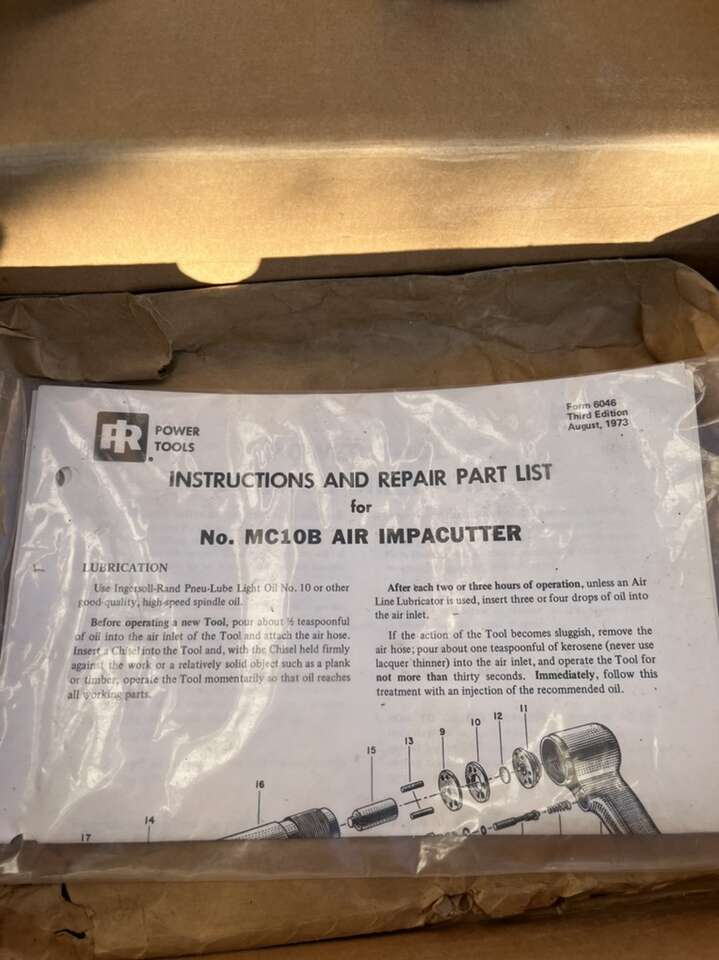 IR POWER
TOOLS
Form 6046
Third Edition
August, 1973
INSTRUCTIONS AND REPAIR PART LIST
for
No. MC10B AIR IMPACUTTER
LUBRICATION
Use Ingersoll-Rand Pneu-Lube Light Oil No. 10 or other
good-quality, high-speed spindle oil.
Before operating a new Tool, pour about ½ teaspoonful
of oil into the air inlet of the Tool and attach the air hose.
Insert a Chisel into the Tool and, with the Chisel held firmly
against the work or a relatively solid object such as a plank
or timber, operate the Tool momentarily so that oil reaches
all working parts.
After each two or three hours of operation, unless an Air
Line Lubricator is used, insert three or four drops of oil into
the air inlet.
If the action of the Tool becomes sluggish, remove the
air hose; pour about one teaspoonful of kerosene (never use
lacquer thinner) into the air inlet, and operate the Tool for
not more than thirty seconds. Immediately, follow this
treatment with an injection of the recommended oil.
11
12
10
9
13
15
16
14
17